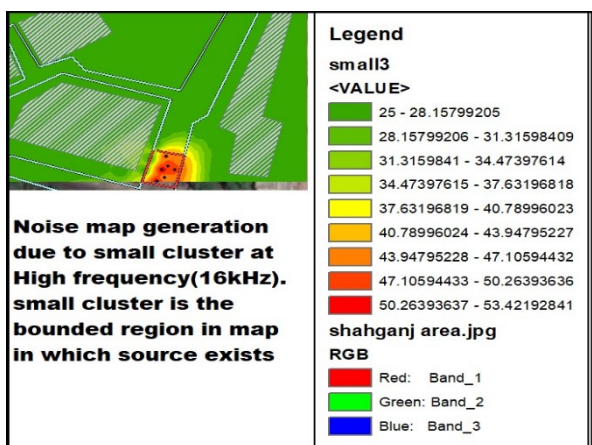 Noise map generation
due to small cluster at
High frequency(16kHz).
small cluster is the
bounded region in map
in which source exists
Legend
small3
<VALUE>
25 - 28.15799205
28.15799206 - 31.31598409
31.3159841 - 34.47397614
34.47397615 - 37.63196818
37.63196819 - 40.78996023
40.78996024 - 43.94795227
43.94795228 - 47.10594432
47.10594433 - 50.26393636
50.26393637 - 53.42192841
shahganj area.jpg
RGB
Red: Band_1
Green: Band_2
Blue: Band_3